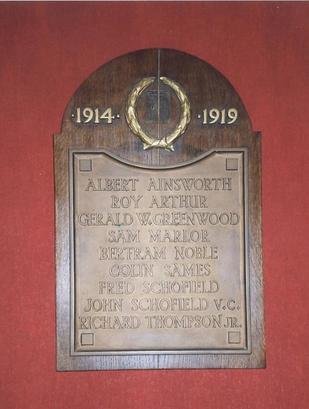 ·1914· ·1919·
ALBERT AINSWORTH
ROY ARTHUR
GERALD W. GREENWOOD
SAM MARLOR
BERTRAM NOBLE
COLIN SAMES
FRED SCHOFIELD
JOHN SCHOFIELD V.C.
RICHARD THOMPSON JR.